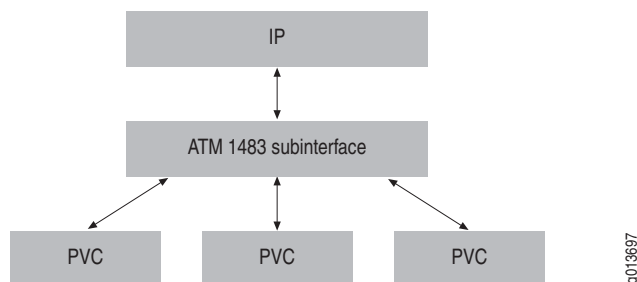 IP
ATM 1483 subinterface
PVC
PVC
PVC
g013697